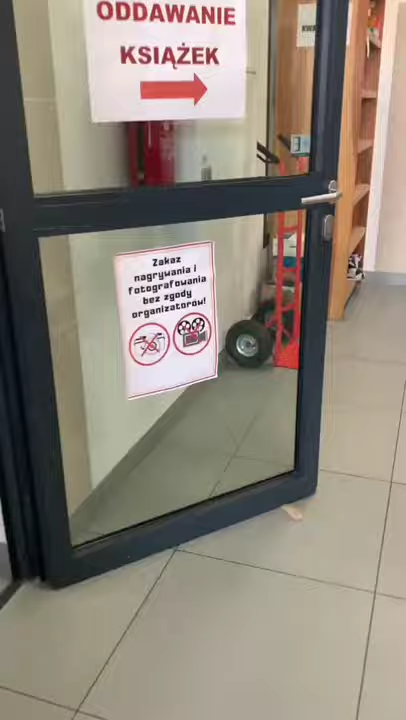 ODDAWANIE
KSIĄŻEK
Zakaz
nagrywania i
fotografowania
bez zgody
organizatorów!